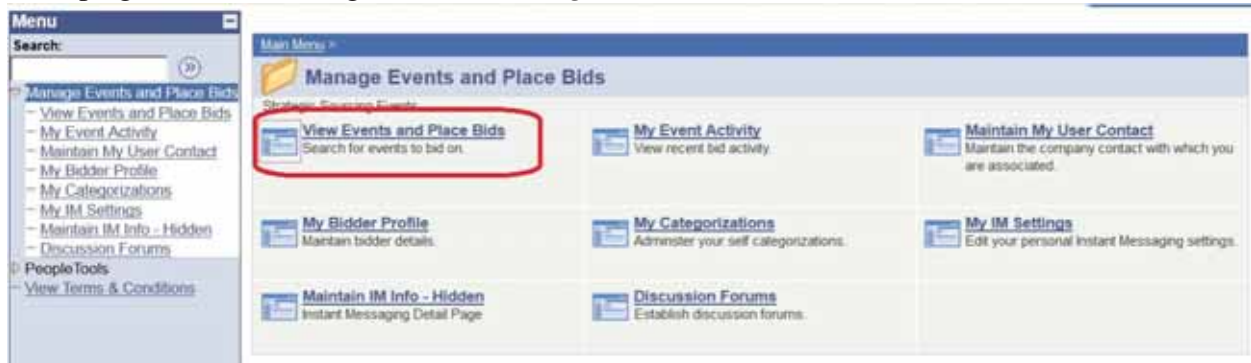 Menu
Search:
Manage Events and Place Bids
- View Events and Place Bids
- My Event Activity
- Maintain My User Contact
- My Bidder Profile
- My Categorizations
- My IM Settings
- Maintain IM Info - Hidden
- Discussion Forums
PeopleTools
- View Terms & Conditions
Main Menu >
Manage Events and Place Bids
Strategic Sourcing Events
View Events and Place Bids
Search for events to bid on.
My Event Activity
View recent bid activity.
Maintain My User Contact
Maintain the company contact with which you
are associated.
My Bidder Profile
Maintain bidder details.
My Categorizations
Administer your self categorizations.
My IM Settings
Edit your personal Instant Messaging settings.
Maintain IM Info - Hidden
Instant Messaging Detail Page
Discussion Forums
Establish discussion forums.